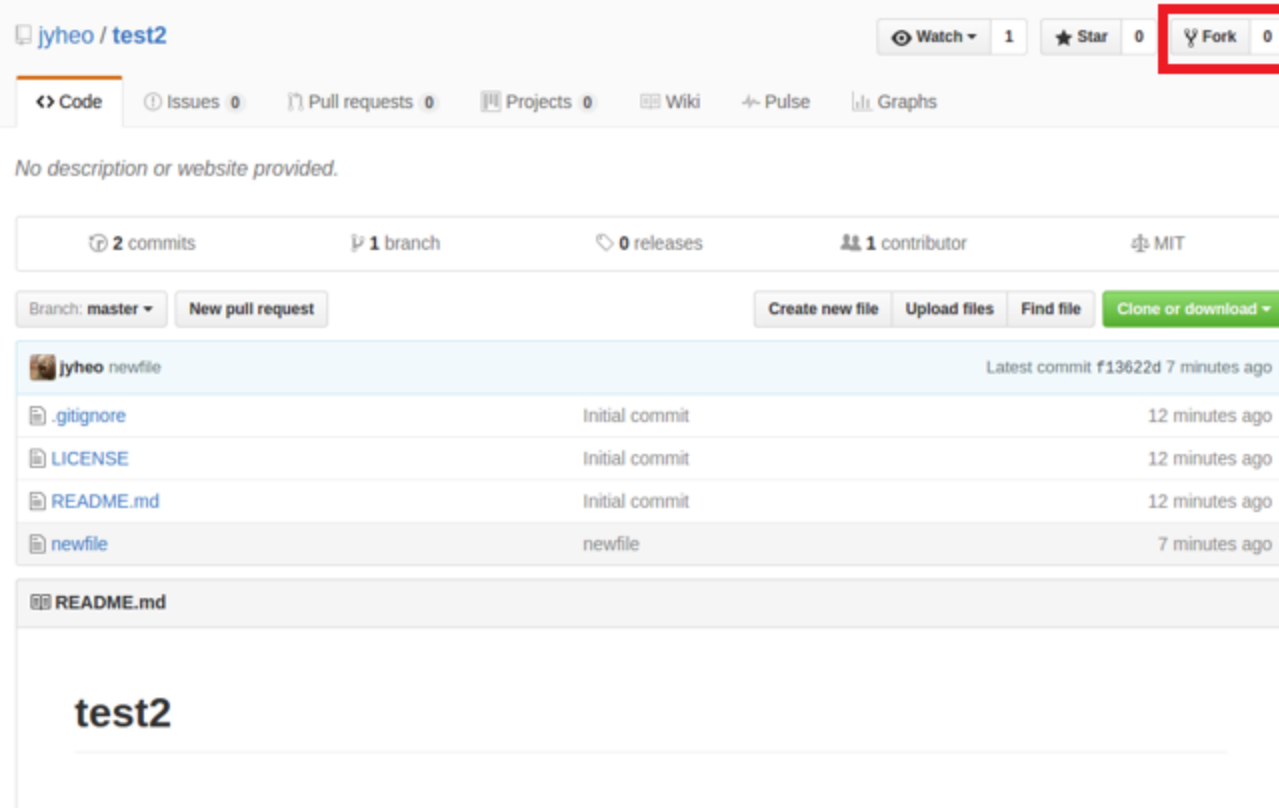 jyheo / test2 Watch 1 Star 0 Fork 0
Code Issues 0 Pull requests 0 Projects 0 Wiki Pulse Graphs
No description or website provided.
2 commits 1 branch 0 releases 1 contributor MIT
Branch: master New pull request Create new file Upload files Find file Clone or download
jyheo newfile Latest commit f13622d 7 minutes ago
.gitignore Initial commit 12 minutes ago
LICENSE Initial commit 12 minutes ago
README.md Initial commit 12 minutes ago
newfile newfile 7 minutes ago
README.md
test2